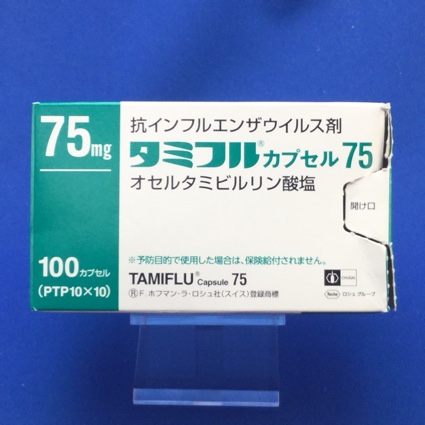 75mg
抗インフルエンザウイルス剤
タミフル®カプセル75
オセルタミビルリン酸塩
開け口
※予防目的で使用した場合は、保険給付されません。
100カプセル
(PTP10×10)
TAMIFLU® Capsule 75
Ⓡ F.ホフマン・ラ・ロシュ社(スイス)登録商標
Roche ロシュ グループ